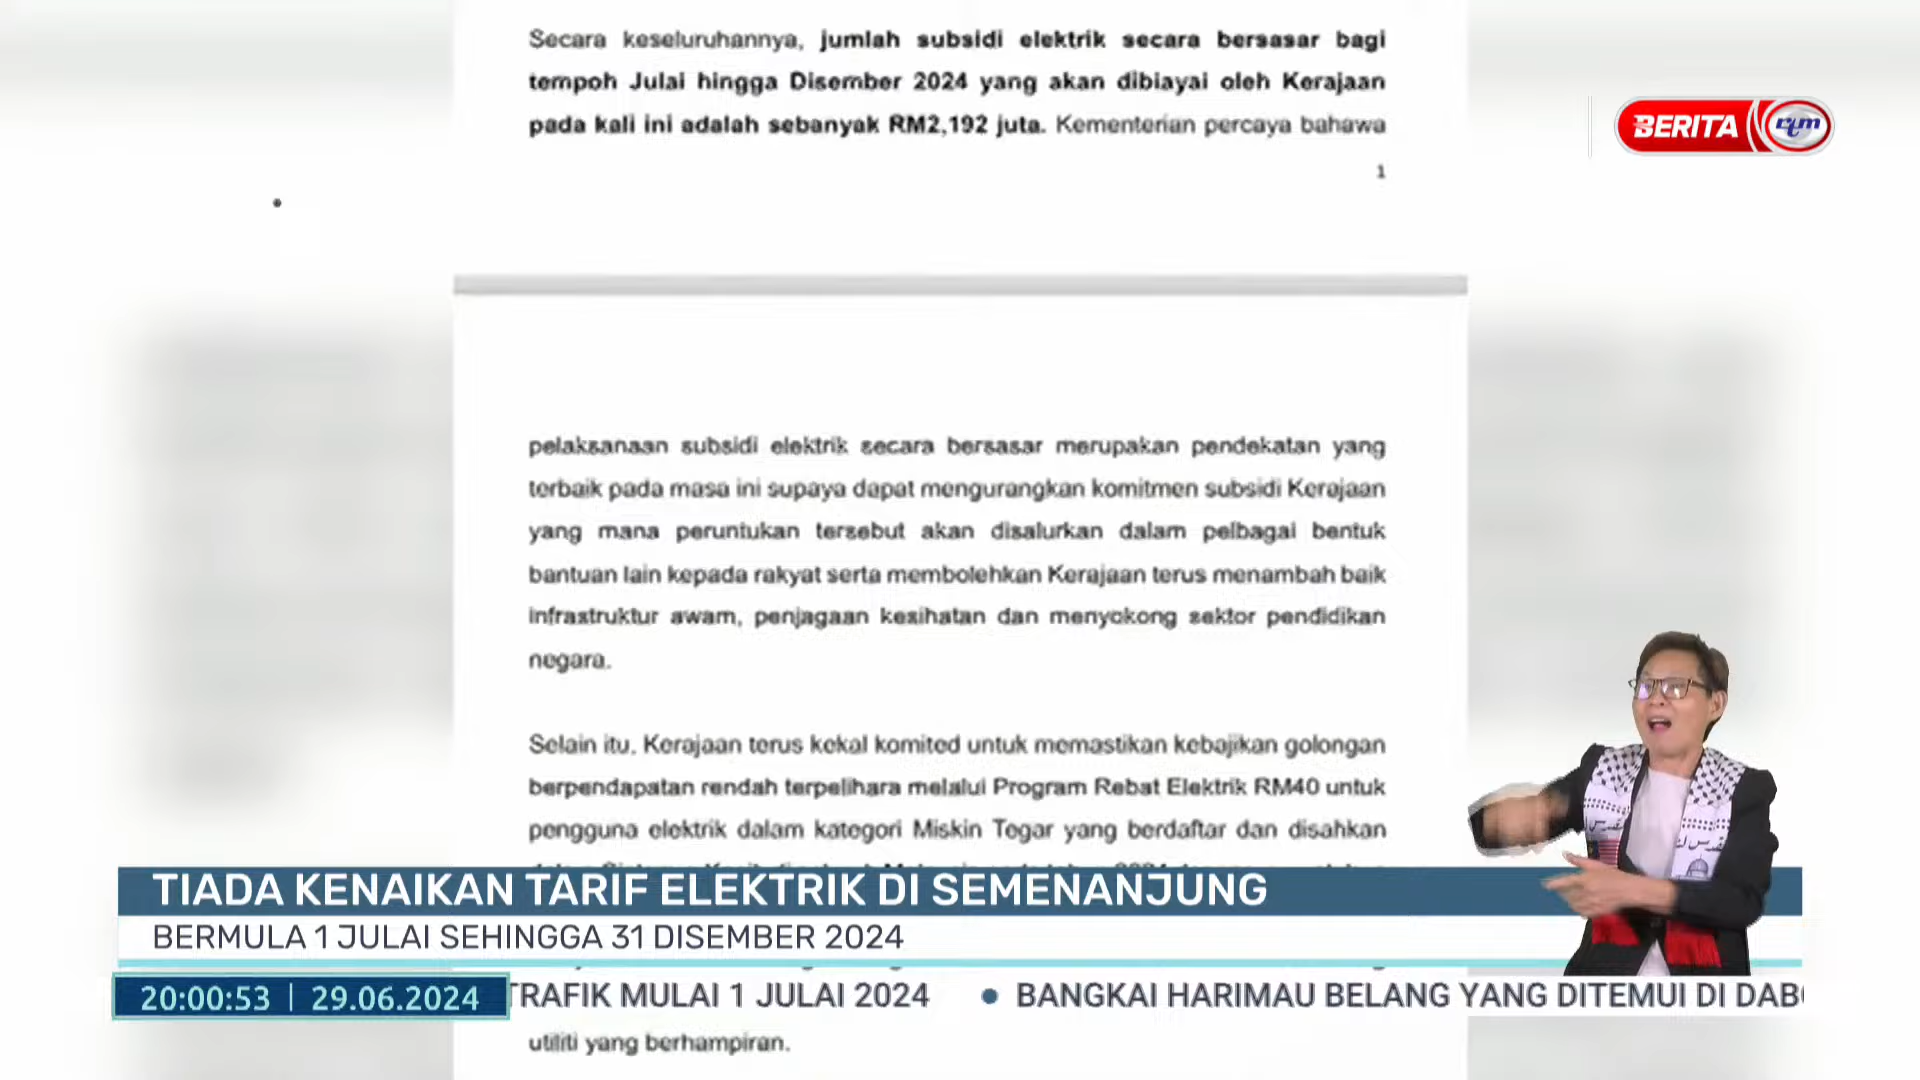 Secara keseluruhannya, jumlah subsidi elektrik secara bersasar bagi
tempoh Julai hingga Disember 2024 yang akan dibiayai oleh Kerajaan
pada kali ini adalah sebanyak RM2,192 juta. Kementerian percaya bahawa
1
BERITA rtm
pelaksanaan subsidi elektrik secara bersasar merupakan pendekatan yang
terbaik pada masa ini supaya dapat mengurangkan komitmen subsidi Kerajaan
yang mana peruntukan tersebut akan disalurkan dalam pelbagai bentuk
bantuan lain kepada rakyat serta membolehkan Kerajaan terus menambah baik
infrastruktur awam, penjagaan kesihatan dan menyokong sektor pendidikan
negara.
Selain itu, Kerajaan terus kekal komited untuk memastikan kebajikan golongan
berpendapatan rendah terpelihara melalui Program Rebat Elektrik RM40 untuk
pengguna elektrik dalam kategori Miskin Tegar yang berdaftar dan disahkan
TIADA KENAIKAN TARIF ELEKTRIK DI SEMENANJUNG
BERMULA 1 JULAI SEHINGGA 31 DISEMBER 2024
20:00:53 | 29.06.2024 TRAFIK MULAI 1 JULAI 2024 • BANGKAI HARIMAU BELANG YANG DITEMUI DI
utiliti yang berhampiran.